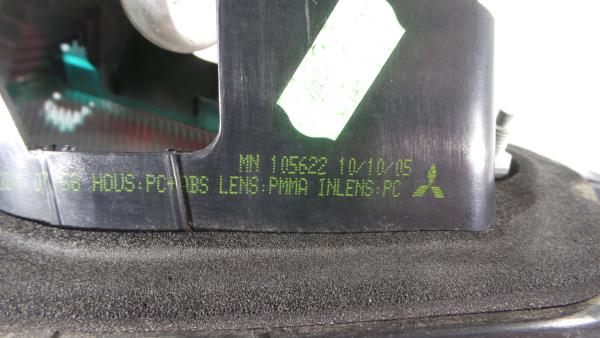 MN 105622 10/10/05
HOUS:PC+ABS LENS:PMMA INLENS:PC